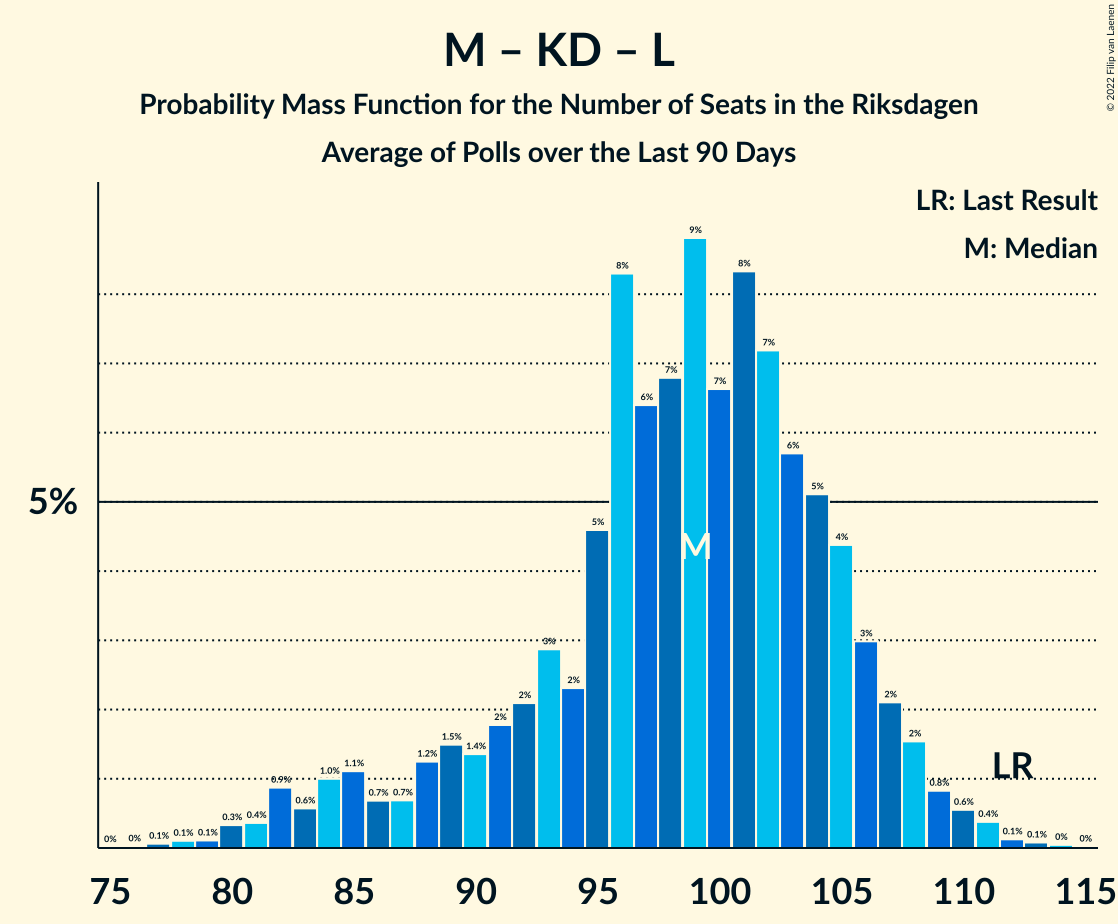 © 2022 Filip van Laenen
M – KD – L
Probability Mass Function for the Number of Seats in the Riksdagen
Average of Polls over the Last 90 Days
LR: Last Result
M: Median
5%
0% 0% 0.1% 0.1% 0.1% 0.3% 0.4% 0.9% 0.6% 1.0% 1.1% 0.7% 0.7% 1.2% 1.5% 1.4% 2% 2% 3% 2% 5% 8% 6% 7% 9% 7% 8% 7% 6% 5% 4% 3% 2% 2% 0.8% 0.6% 0.4% 0.1% 0.1% 0% 0%
M
LR
75 80 85 90 95 100 105 110 115